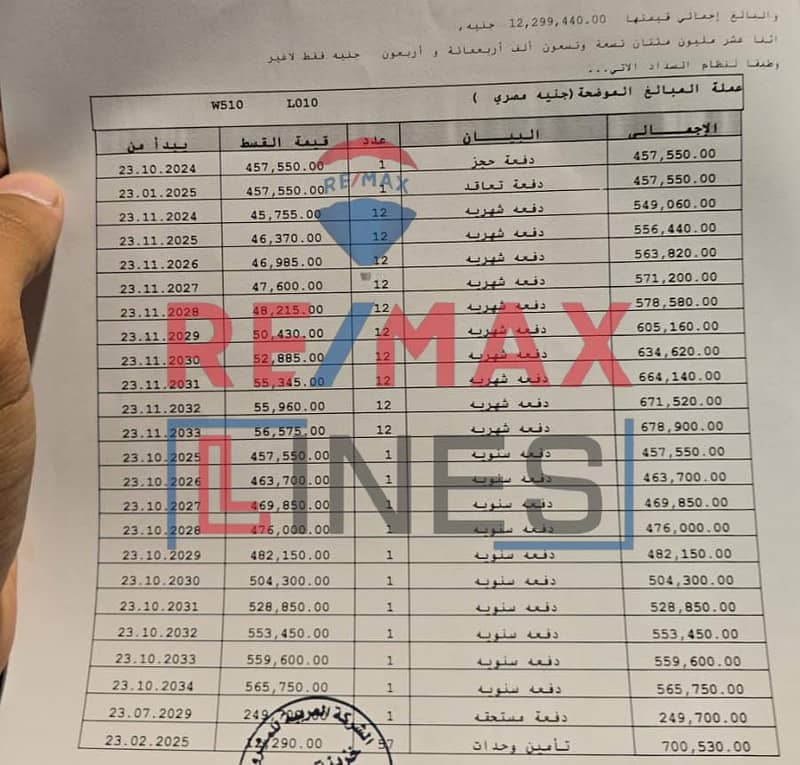 والبالغ إجمالي قيمتها 12,299,440.00 جنيه,
اثنا عشر مليون مئتان تسعة وتسعون ألف أربعمائة و أربعون جنيه فقط لاغير
وطبقا لنظام السداد الاتي...
عملة المبالغ الموضحة (جنيه مصري ) L010 W510
الإجمالى البيان عدد قيمة القسط يبدأ من
457,550.00 دفعة حجز 1 457,550.00 23.10.2024
457,550.00 دفعة تعاقد 1 457,550.00 23.01.2025
549,060.00 دفعه شهريه 12 45,755.00 23.11.2024
556,440.00 دفعه شهريه 12 46,370.00 23.11.2025
563,820.00 دفعه شهريه 12 46,985.00 23.11.2026
571,200.00 دفعه شهريه 12 47,600.00 23.11.2027
578,580.00 دفعه شهريه 12 48,215.00 23.11.2028
605,160.00 دفعه شهريه 12 50,430.00 23.11.2029
634,620.00 دفعه شهريه 12 52,885.00 23.11.2030
664,140.00 دفعه شهريه 12 55,345.00 23.11.2031
671,520.00 دفعه شهريه 12 55,960.00 23.11.2032
678,900.00 دفعه شهريه 12 56,575.00 23.11.2033
457,550.00 دفعه سنويه 1 457,550.00 23.10.2025
463,700.00 دفعه سنويه 1 463,700.00 23.10.2026
469,850.00 دفعه سنويه 1 469,850.00 23.10.2027
476,000.00 دفعه سنويه 1 476,000.00 23.10.2028
482,150.00 دفعه سنويه 1 482,150.00 23.10.2029
504,300.00 دفعه سنويه 1 504,300.00 23.10.2030
528,850.00 دفعه سنويه 1 528,850.00 23.10.2031
553,450.00 دفعه سنويه 1 553,450.00 23.10.2032
559,600.00 دفعه سنويه 1 559,600.00 23.10.2033
565,750.00 دفعه سنويه 1 565,750.00 23.10.2034
249,700.00 دفعة مستحقه 1 249,700.00 23.07.2029
700,530.00 تأمين وحدات 57 23.02.2025
RE/MAX
RE/MAX
LINES
الشركة العربية
خزينة